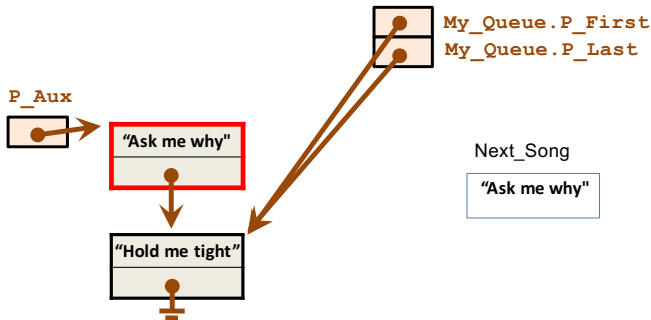 My_Queue.P_First
My_Queue.P_Last
P_Aux
“Ask me why"
Next_Song
“Ask me why"
“Hold me tight”